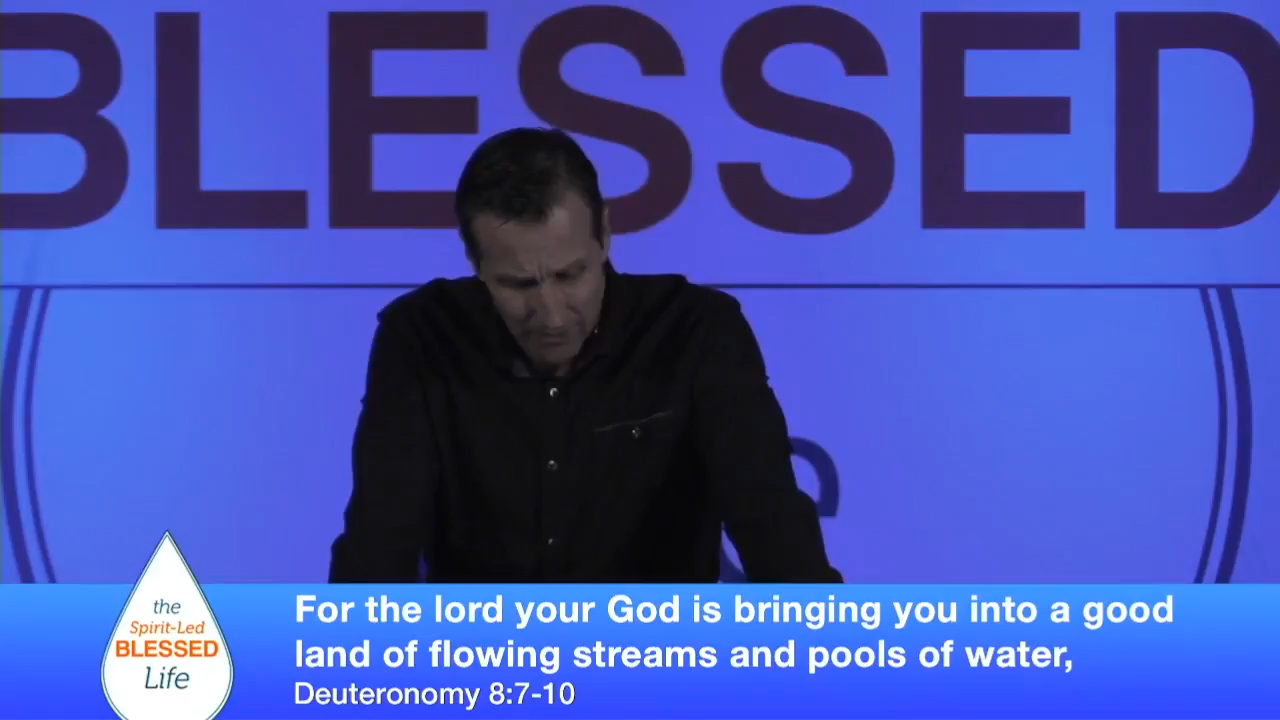 BLESSED
the
Spirit-Led
BLESSED
Life
For the lord your God is bringing you into a good
land of flowing streams and pools of water,
Deuteronomy 8:7-10